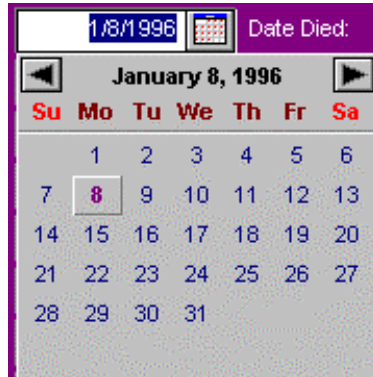 1/8/1996 Date Died:
January 8, 1996
Su Mo Tu We Th Fr Sa
1 2 3 4 5 6
7 8 9 10 11 12 13
14 15 16 17 18 19 20
21 22 23 24 25 26 27
28 29 30 31